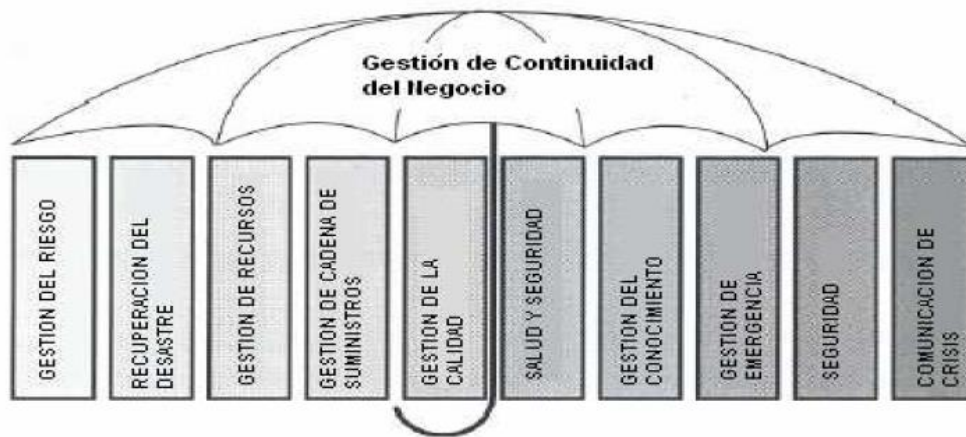 Gestión de Continuidad
del Negocio
GESTION DEL RIESGO
RECUPERACION DEL
DESASTRE
GESTION DE RECURSOS
GESTION DE CADENA DE
SUMINISTROS
GESTION DE LA
CALIDAD
SALUD Y SEGURIDAD
GESTION DEL
CONOCIMIENTO
GESTION DE
EMERGENCIA
SEGURIDAD
COMUNICACION DE
CRISIS